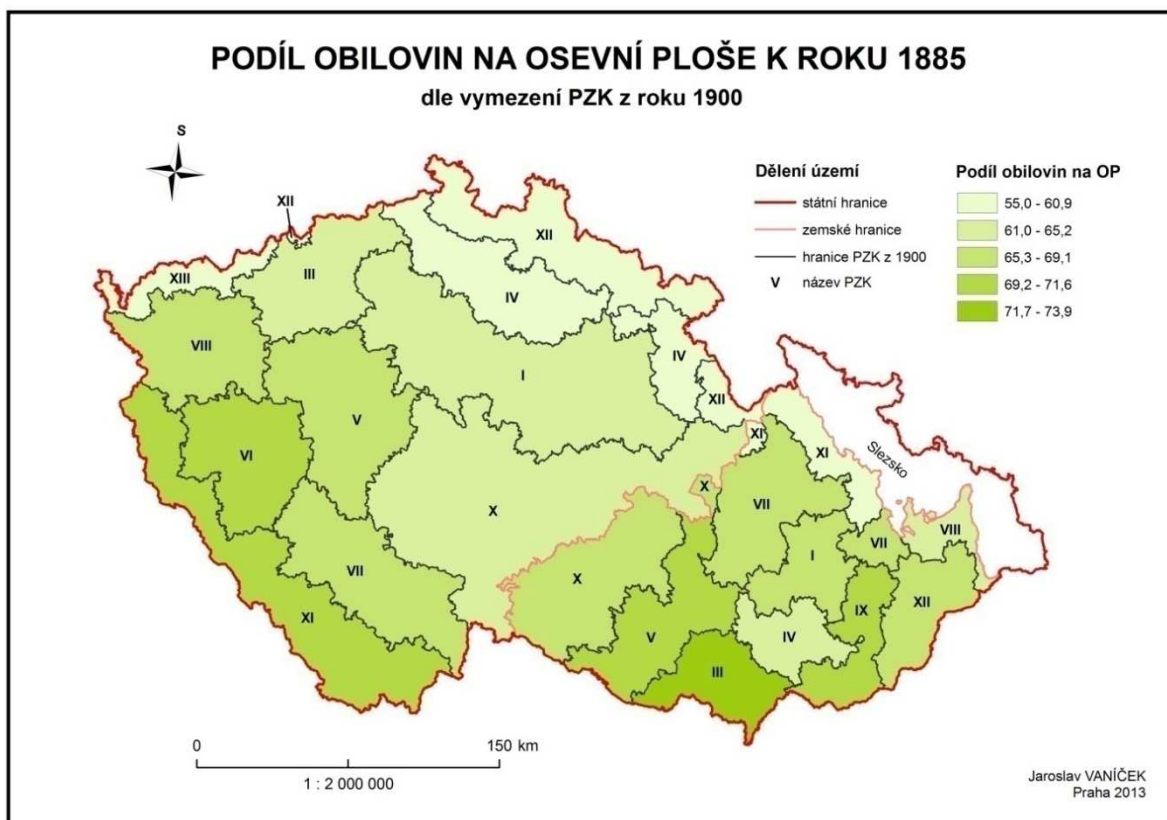 PODÍL OBILOVIN NA OSEVNÍ PLOŠE K ROKU 1885
dle vymezení PZK z roku 1900
S
Dělení území
státní hranice
zemské hranice
hranice PZK z 1900
V název PZK
Podíl obilovin na OP
55,0 - 60,9
61,0 - 65,2
65,3 - 69,1
69,2 - 71,6
71,7 - 73,9
XII
XIII
III
XII
IV
VIII
I
IV
XII
V
VI
XI
XI
Slezsko
X
VII
X
VIII
VII
I
VII
X
IX
XII
XI
V
IV
III
0 150 km
1 : 2 000 000
Jaroslav VANÍČEK
Praha 2013